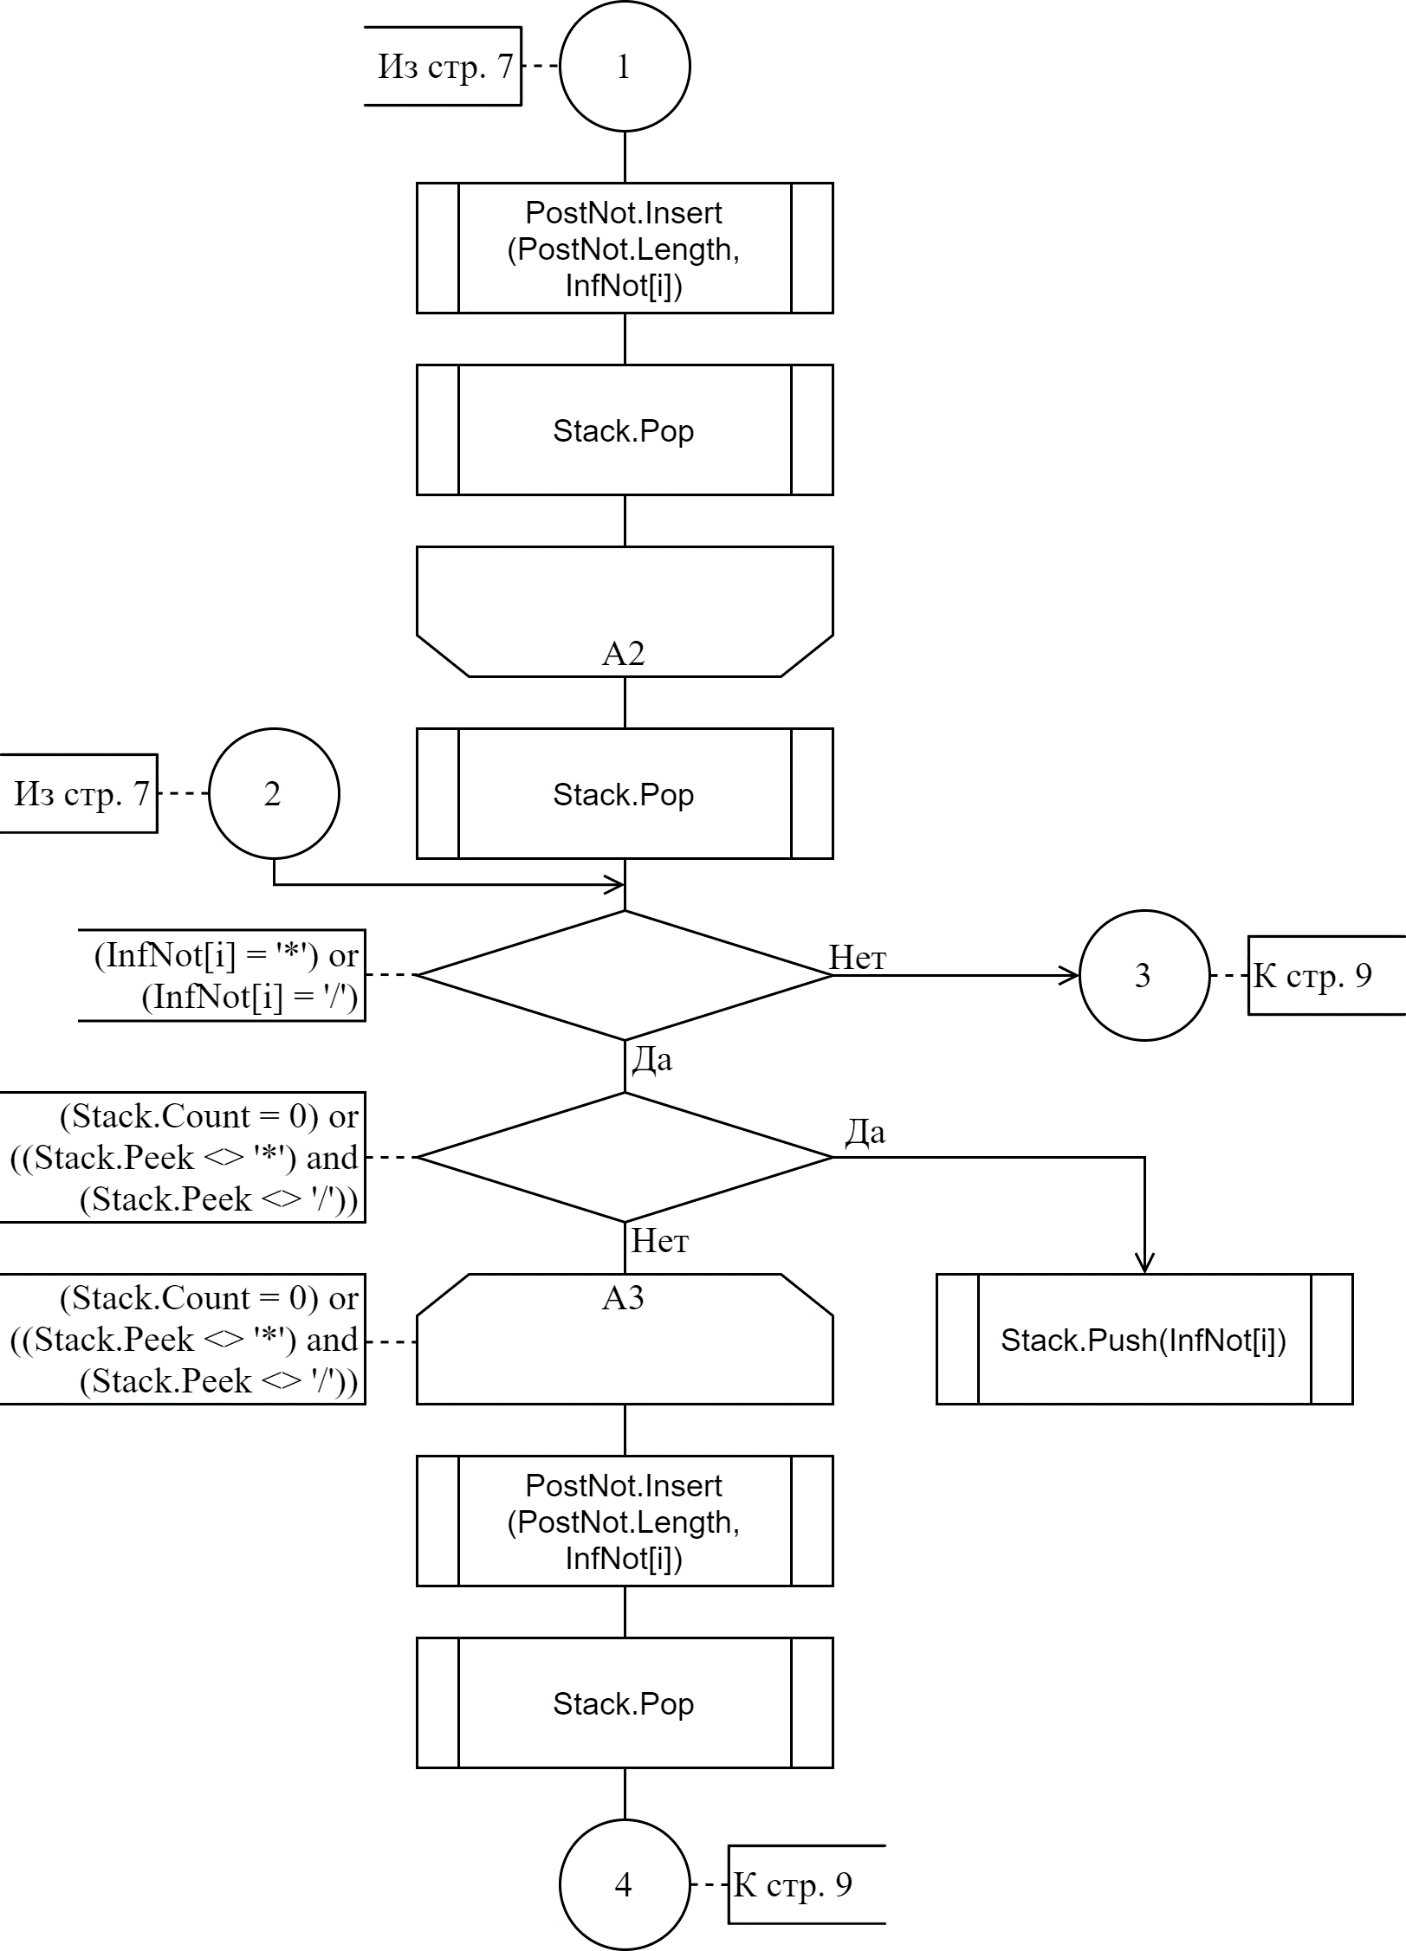 Из стр. 7
1
PostNot.Insert
(PostNot.Length,
InfNot[i])
Stack.Pop
А2
Из стр. 7
2
Stack.Pop
(InfNot[i] = '*') or
(InfNot[i] = '/')
Нет
3
К стр. 9
Да
(Stack.Count = 0) or
((Stack.Peek <> '*') and
(Stack.Peek <> '/'))
Да
Нет
(Stack.Count = 0) or
((Stack.Peek <> '*') and
(Stack.Peek <> '/'))
А3
Stack.Push(InfNot[i])
PostNot.Insert
(PostNot.Length,
InfNot[i])
Stack.Pop
4
К стр. 9